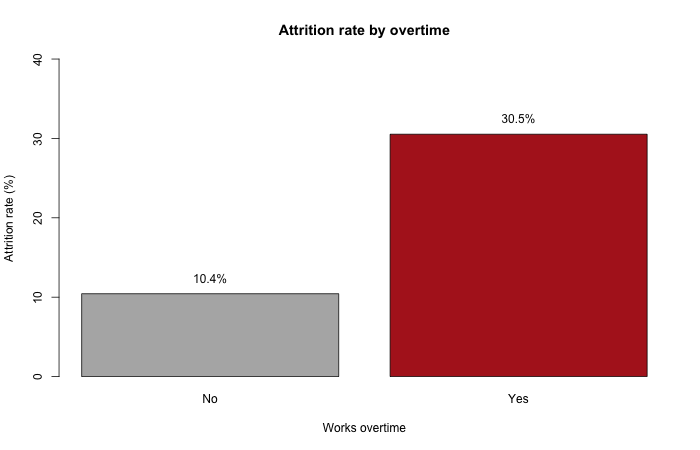 Attrition rate by overtime
Attrition rate (%)
40
30
20
10
0
10.4%
30.5%
No
Yes
Works overtime